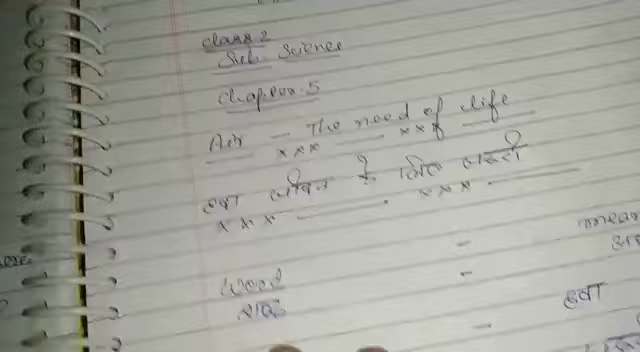 class 2
Sub Science
Chapter-5
Air - The need of life
x x x x x x
हवा जीवन के लिए जरूरी
x x x x x x
Word -
शब्द -
- हवा